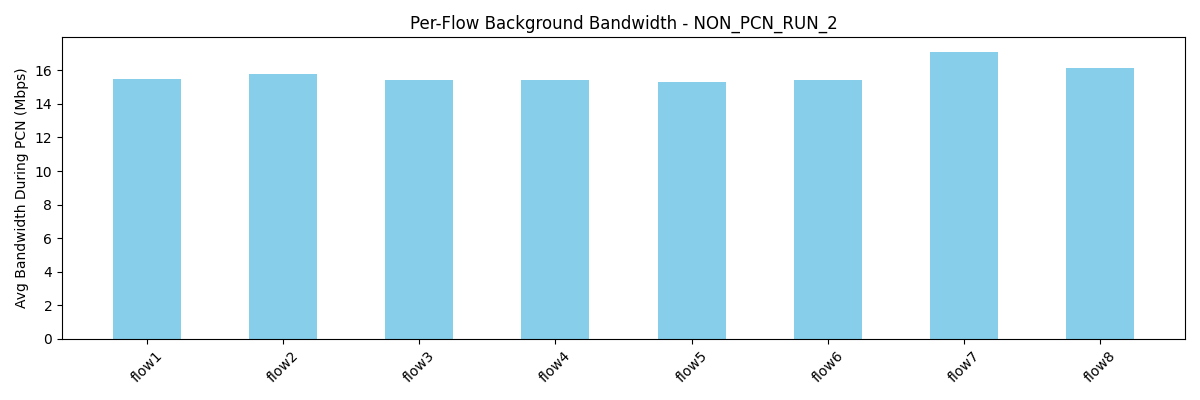 Per-Flow Background Bandwidth - NON_PCN_RUN_2
Avg Bandwidth During PCN (Mbps)
16
14
12
10
8
6
4
2
0
flow1
flow2
flow3
flow4
flow5
flow6
flow7
flow8